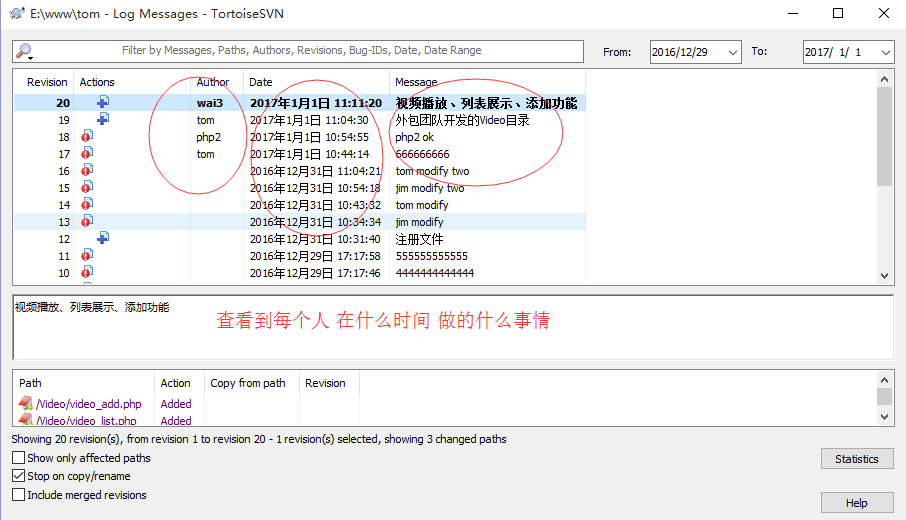 E:\www\tom - Log Messages - TortoiseSVN
Filter by Messages, Paths, Authors, Revisions, Bug-IDs, Date, Date Range
From: 2016/12/29 To: 2017/ 1/ 1
Revision Actions Author Date Message
20 wai3 2017年1月1日 11:11:20 视频播放、列表展示、添加功能
19 tom 2017年1月1日 11:04:30 外包团队开发的Video目录
18 php2 2017年1月1日 10:54:55 php2 ok
17 tom 2017年1月1日 10:44:14 666666666
16 2016年12月31日 11:04:21 tom modify two
15 2016年12月31日 10:54:18 jim modify two
14 2016年12月31日 10:43:32 tom modify
13 2016年12月31日 10:34:34 jim modify
12 2016年12月31日 10:31:40 注册文件
11 2016年12月29日 17:17:58 555555555555
10 2016年12月29日 17:17:46 4444444444444
视频播放、列表展示、添加功能
查看到每个人 在什么时间 做的什么事情
Path Action Copy from path Revision
/Video/video_add.php Added
/Video/video_list.php Added
Showing 20 revision(s), from revision 1 to revision 20 - 1 revision(s) selected, showing 3 changed paths
Show only affected paths
Statistics
Stop on copy/rename
Include merged revisions
Help